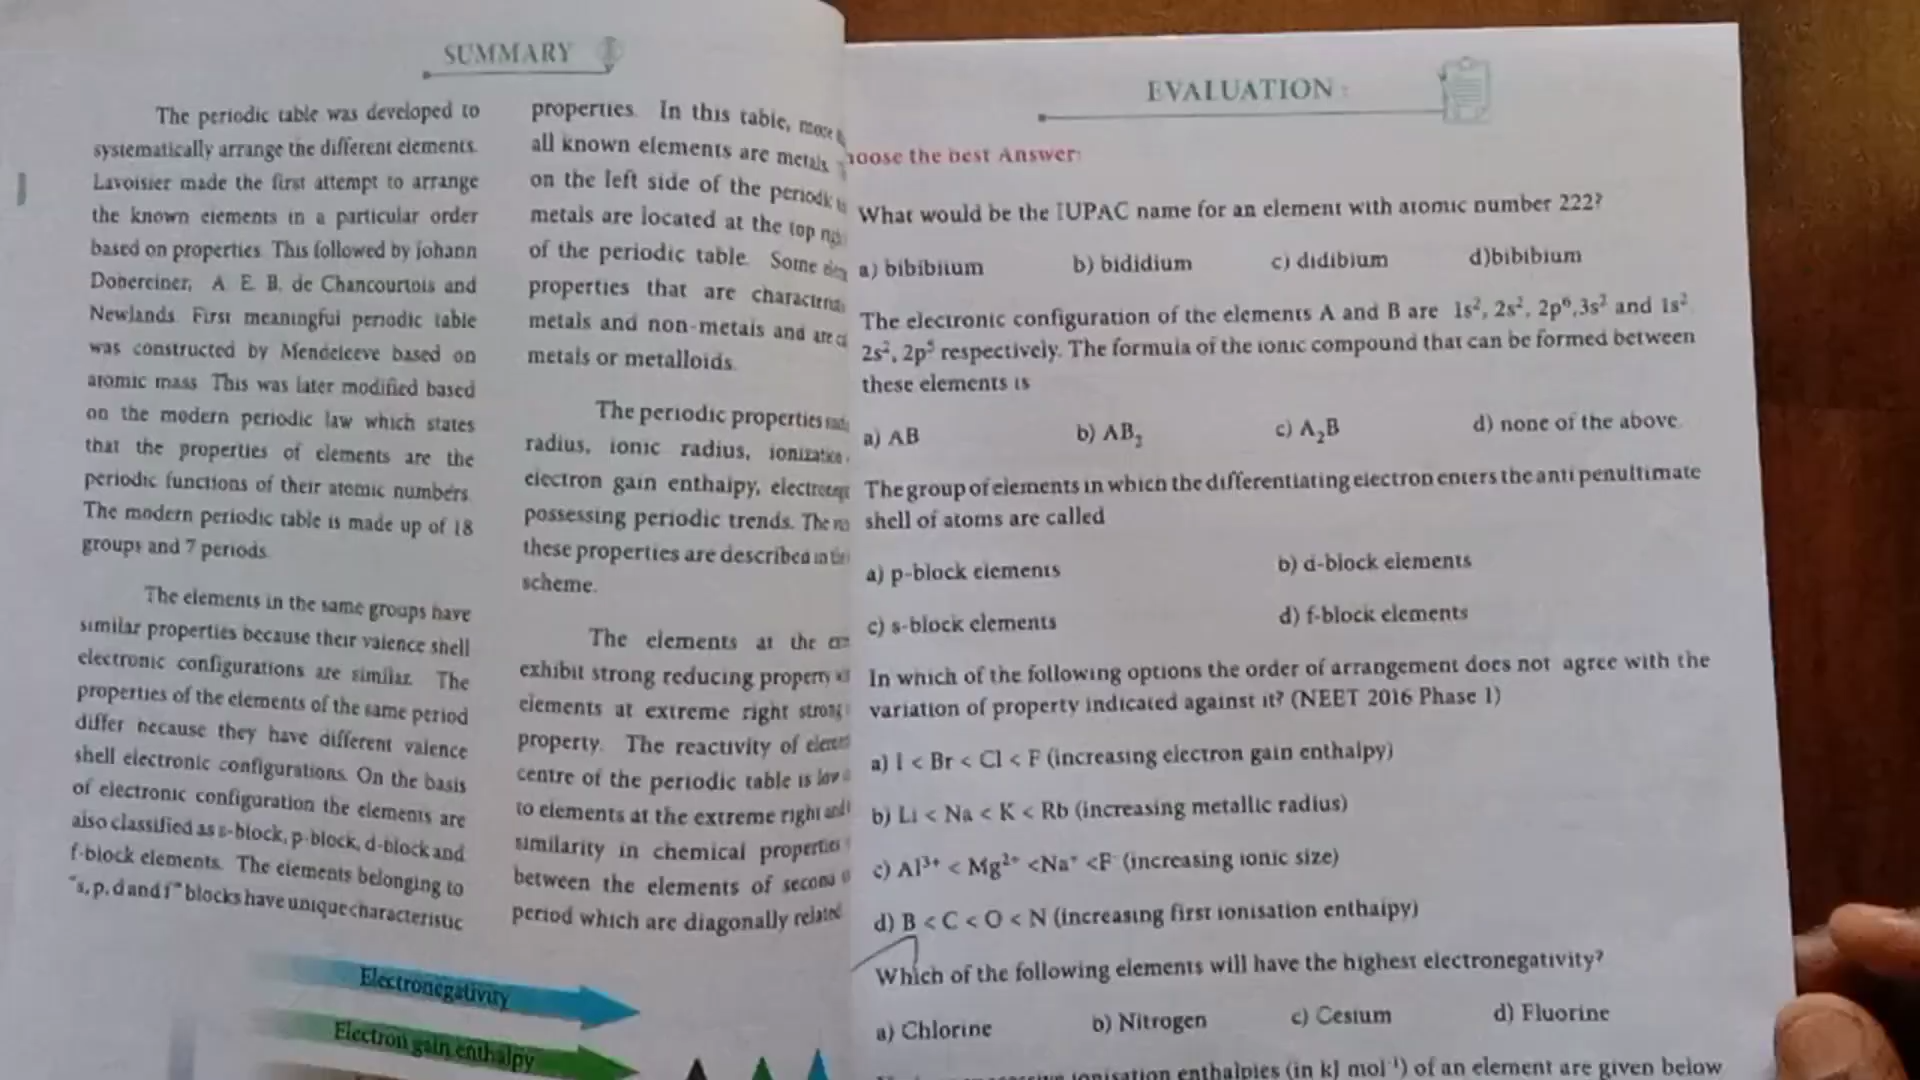 SUMMARY
The periodic table was developed to
systematically arrange the different elements.
Lavoisier made the first attempt to arrange
the known elements in a particular order
based on properties. This followed by Johann
Dobereiner, A. E. B. de Chancourtois and
Newlands. First meaningful periodic table
was constructed by Mendeleeve based on
atomic mass. This was later modified based
on the modern periodic law which states
that the properties of elements are the
periodic functions of their atomic numbers.
The modern periodic table is made up of 18
groups and 7 periods.
The elements in the same groups have
similar properties because their valence shell
electronic configurations are similar. The
properties of the elements of the same period
differ because they have different valence
shell electronic configurations. On the basis
of electronic configuration the elements are
also classified as s-block, p-block, d-block and
f-block elements. The elements belonging to
"s, p, d and f" blocks have unique characteristic
properties. In this table, more
all known elements are metals
on the left side of the periodic
metals are located at the top
of the periodic table. Some
properties that are
metals and non-metals and are
metals or metalloids.
The periodic properties
radius, ionic radius, ionization
electron gain enthalpy,
possessing periodic trends. The
these properties are described in
scheme.
The elements at the
exhibit strong reducing property
elements at extreme right strong
property. The reactivity of
centre of the periodic table is low
to elements at the extreme right and
similarity in chemical properties
between the elements of second
period which are diagonally related
Electronegativity
Electron gain enthalpy
EVALUATION :
hoose the best Answer:
What would be the IUPAC name for an element with atomic number 222?
a) bibibiium b) bididium c) didibium d)bibibium
The electronic configuration of the elements A and B are 1s², 2s², 2p⁶,3s² and 1s²,
2s², 2p⁵ respectively. The formula of the ionic compound that can be formed between
these elements is
a) AB b) AB₂ c) A₂B d) none of the above.
The group of elements in which the differentiating electron enters the anti penultimate
shell of atoms are called
a) p-block elements b) d-block elements
c) s-block elements d) f-block elements
In which of the following options the order of arrangement does not agree with the
variation of property indicated against it? (NEET 2016 Phase 1)
a) I < Br < Cl < F (increasing electron gain enthalpy)
b) Li < Na < K < Rb (increasing metallic radius)
c) Al³⁺ < Mg²⁺ <Na⁺ <F⁻ (increasing ionic size)
d) B < C < O < N (increasing first ionisation enthalpy)
Which of the following elements will have the highest electronegativity?
a) Chlorine b) Nitrogen c) Cesium d) Fluorine
ionisation enthalpies (in kJ mol⁻¹) of an element are given below